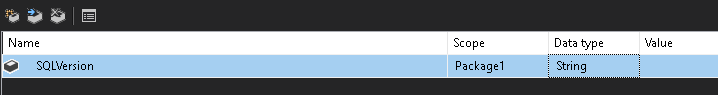 Name Scope Data type Value
SQLVersion Package1 String